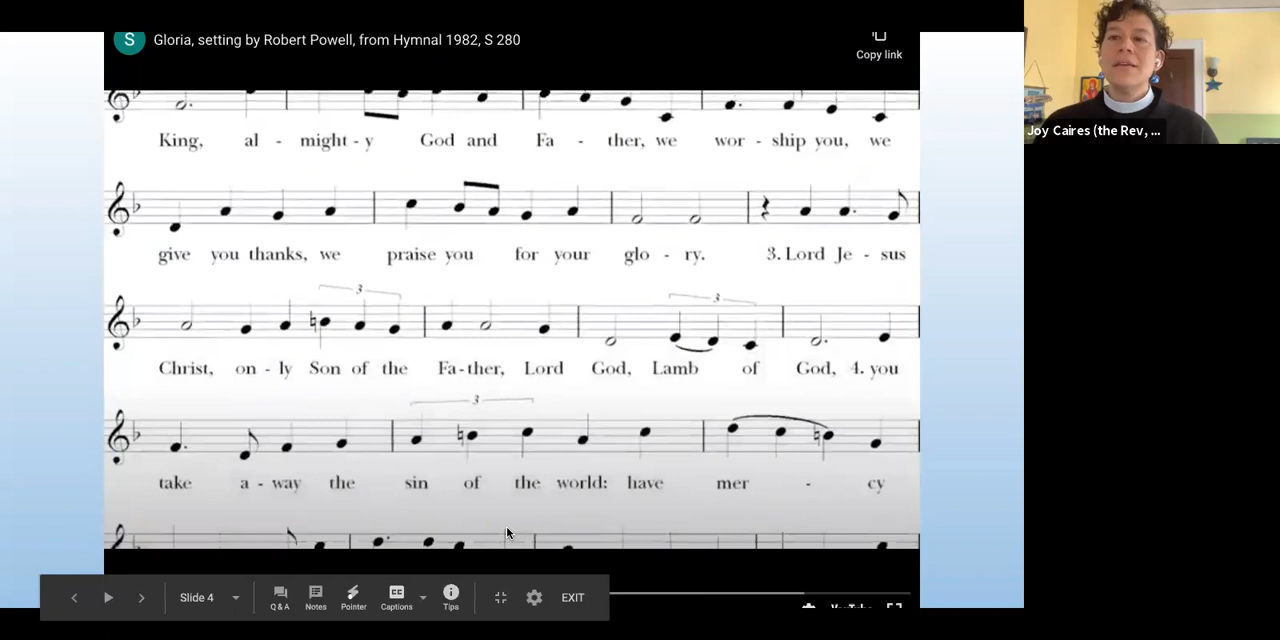 S Gloria, setting by Robert Powell, from Hymnal 1982, S 280
Copy link
Joy Caires (the Rev, ...
King, al - might - y God and Fa - ther, we wor - ship you, we
give you thanks, we praise you for your glo - ry. 3. Lord Je - sus
3 3
Christ, on - ly Son of the Fa - ther, Lord God, Lamb of God, 4. you
3
take a - way the sin of the world: have mer - cy
Slide 4 Q & A Notes Pointer CC Captions Tips EXIT
YouTube